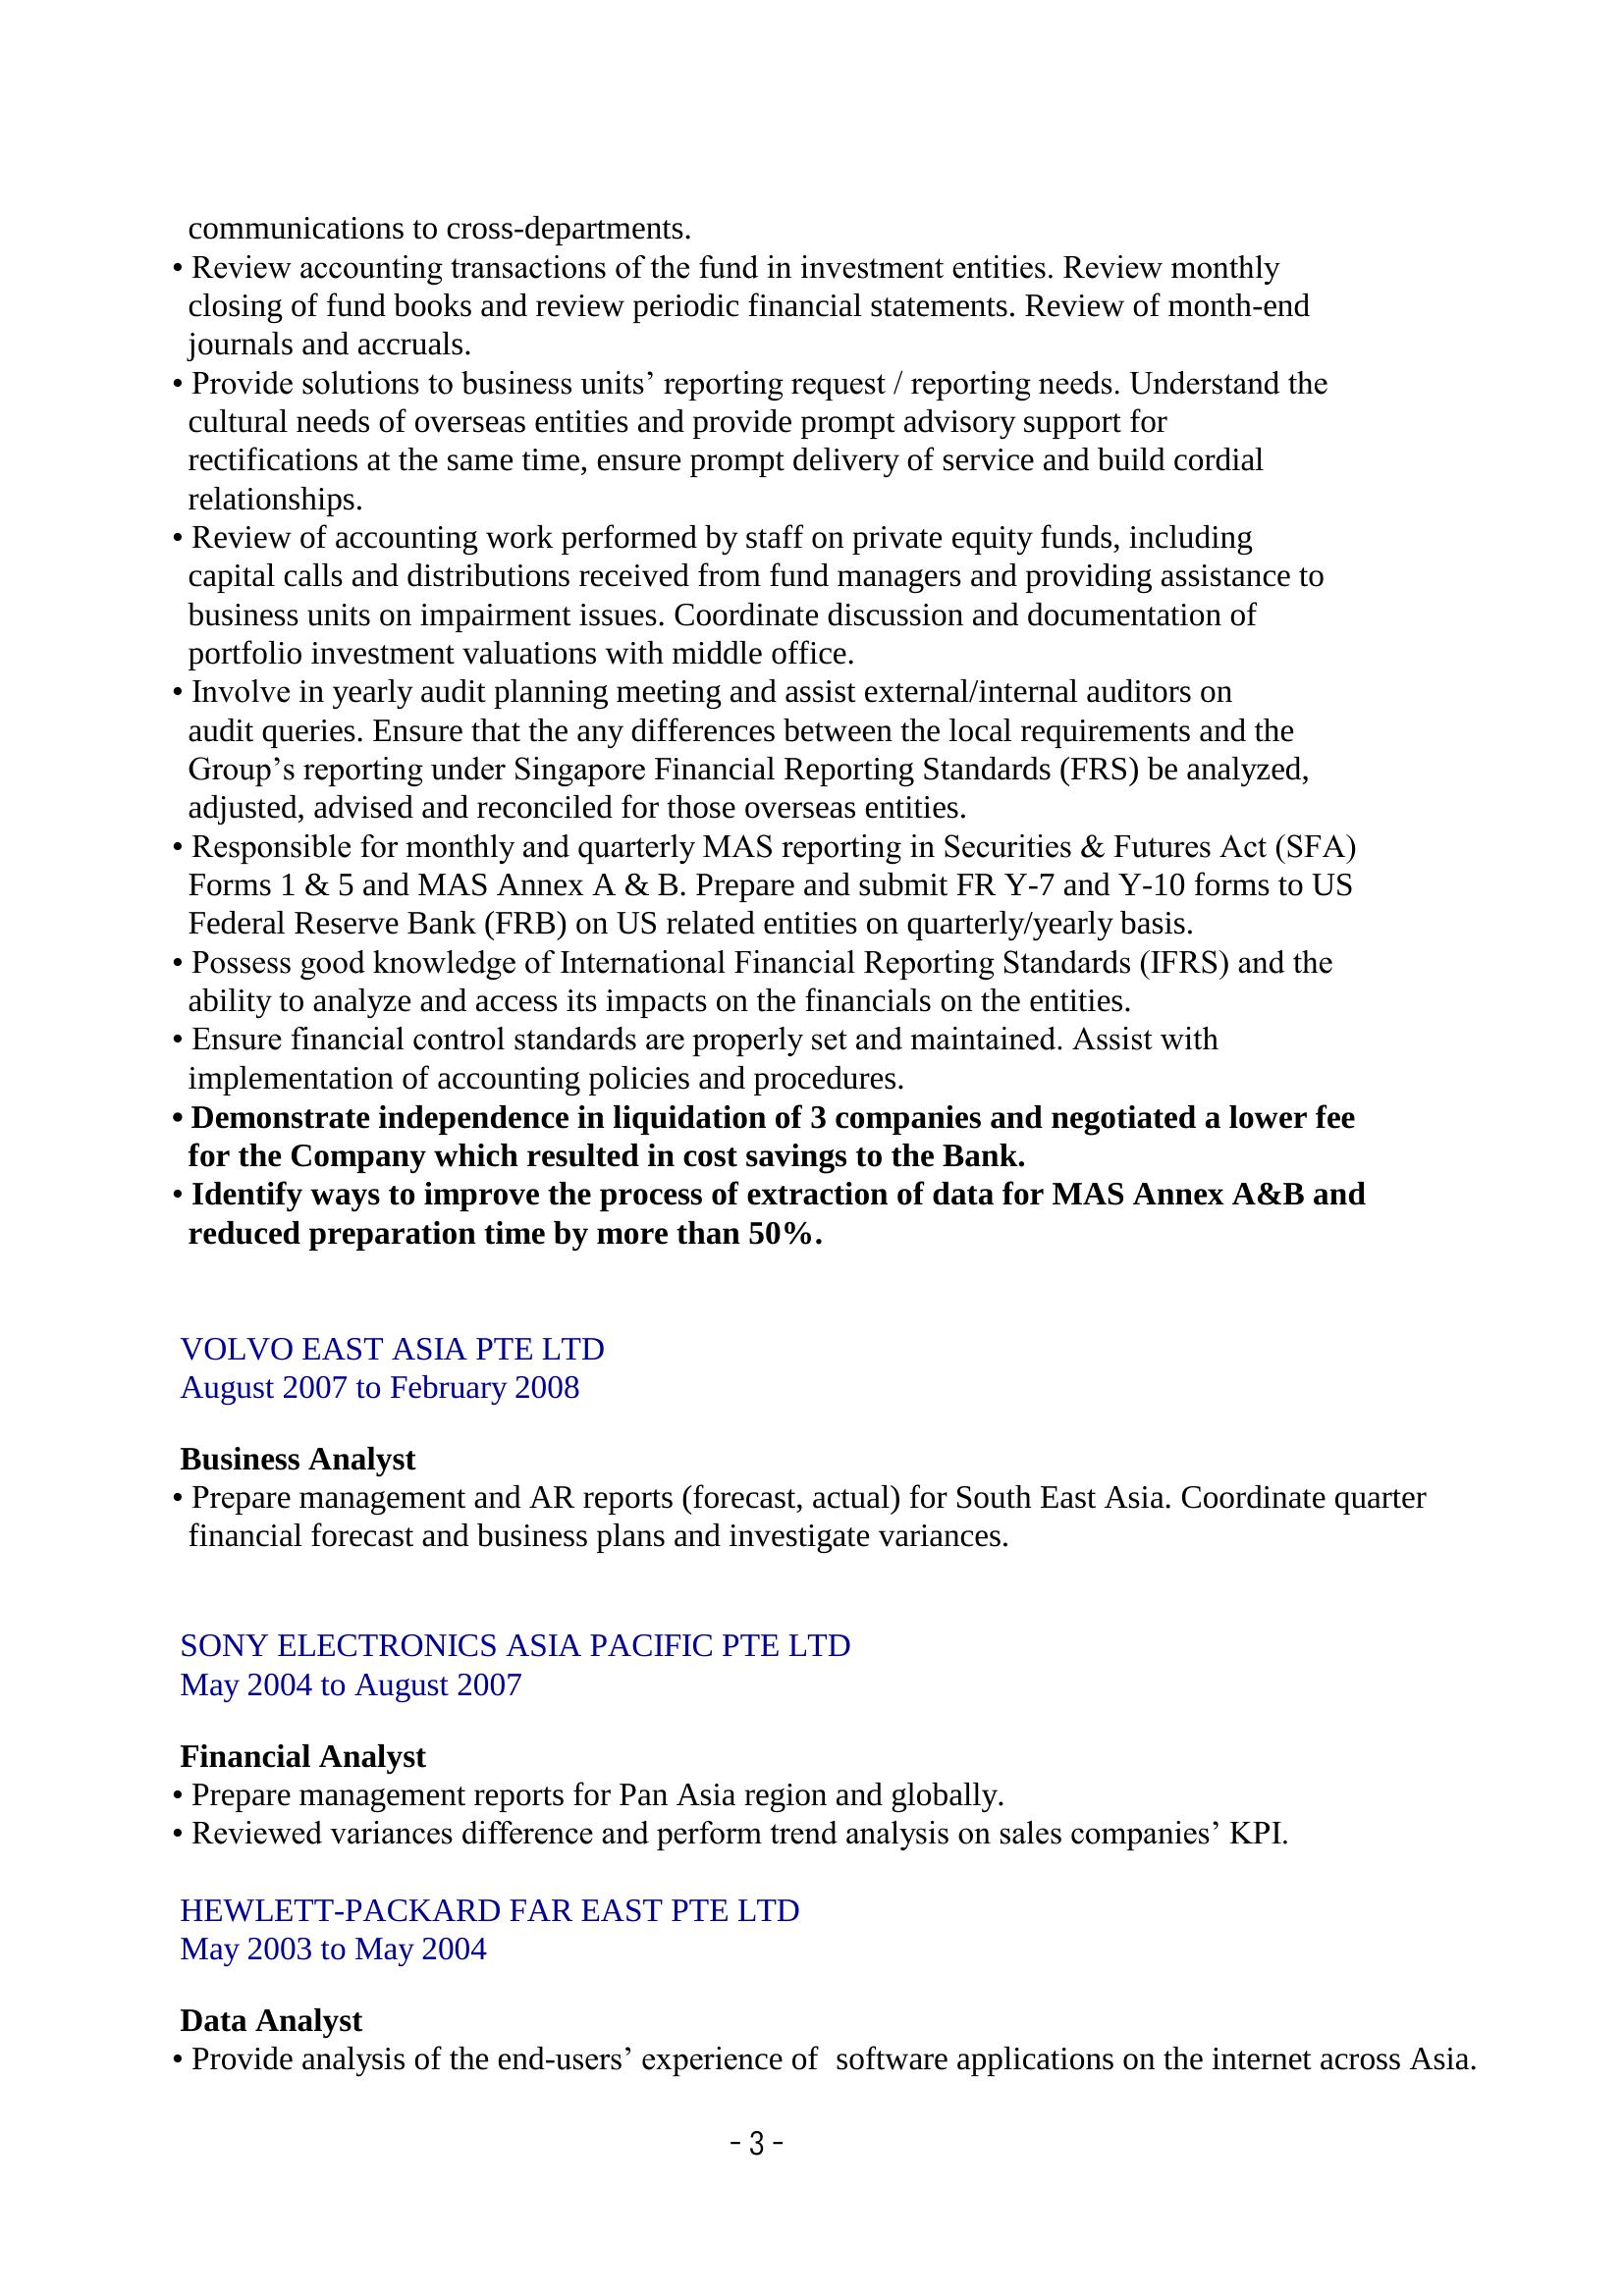 communications to cross-departments.
• Review accounting transactions of the fund in investment entities. Review monthly
closing of fund books and review periodic financial statements. Review of month-end
journals and accruals.
• Provide solutions to business units’ reporting request / reporting needs. Understand the
cultural needs of overseas entities and provide prompt advisory support for
rectifications at the same time, ensure prompt delivery of service and build cordial
relationships.
• Review of accounting work performed by staff on private equity funds, including
capital calls and distributions received from fund managers and providing assistance to
business units on impairment issues. Coordinate discussion and documentation of
portfolio investment valuations with middle office.
• Involve in yearly audit planning meeting and assist external/internal auditors on
audit queries. Ensure that the any differences between the local requirements and the
Group’s reporting under Singapore Financial Reporting Standards (FRS) be analyzed,
adjusted, advised and reconciled for those overseas entities.
• Responsible for monthly and quarterly MAS reporting in Securities & Futures Act (SFA)
Forms 1 & 5 and MAS Annex A & B. Prepare and submit FR Y-7 and Y-10 forms to US
Federal Reserve Bank (FRB) on US related entities on quarterly/yearly basis.
• Possess good knowledge of International Financial Reporting Standards (IFRS) and the
ability to analyze and access its impacts on the financials on the entities.
• Ensure financial control standards are properly set and maintained. Assist with
implementation of accounting policies and procedures.
• Demonstrate independence in liquidation of 3 companies and negotiated a lower fee
for the Company which resulted in cost savings to the Bank.
• Identify ways to improve the process of extraction of data for MAS Annex A&B and
reduced preparation time by more than 50%.
VOLVO EAST ASIA PTE LTD
August 2007 to February 2008
Business Analyst
• Prepare management and AR reports (forecast, actual) for South East Asia. Coordinate quarter
financial forecast and business plans and investigate variances.
SONY ELECTRONICS ASIA PACIFIC PTE LTD
May 2004 to August 2007
Financial Analyst
• Prepare management reports for Pan Asia region and globally.
• Reviewed variances difference and perform trend analysis on sales companies’ KPI.
HEWLETT-PACKARD FAR EAST PTE LTD
May 2003 to May 2004
Data Analyst
• Provide analysis of the end-users’ experience of  software applications on the internet across Asia.
- 3 -